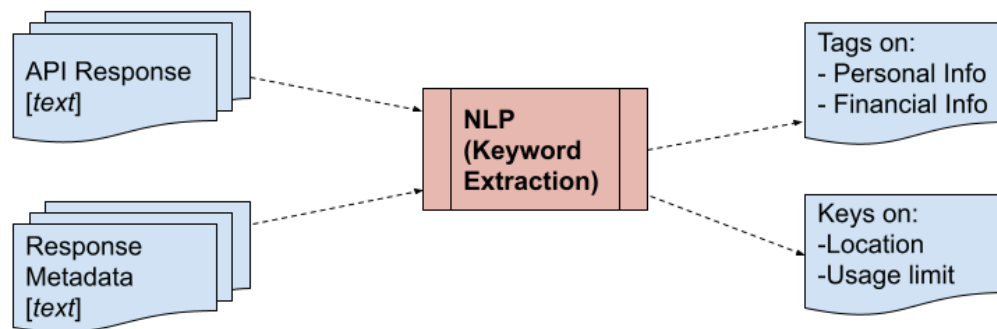 API Response
[text]
Response
Metadata
[text]
NLP
(Keyword
Extraction)
Tags on:
- Personal Info
- Financial Info
Keys on:
-Location
-Usage limit